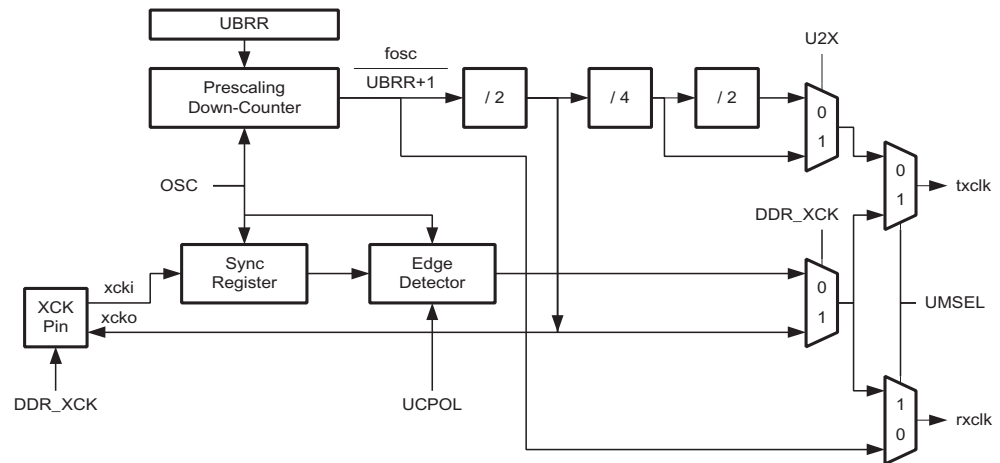 UBRR
fosc
UBRR+1
U2X
Prescaling
Down-Counter
/ 2
/ 4
/ 2
0
1
OSC
0
1
txclk
DDR_XCK
Sync
Register
Edge
Detector
xcki
0
1
UMSEL
XCK
Pin
xcko
DDR_XCK
UCPOL
1
0
rxclk